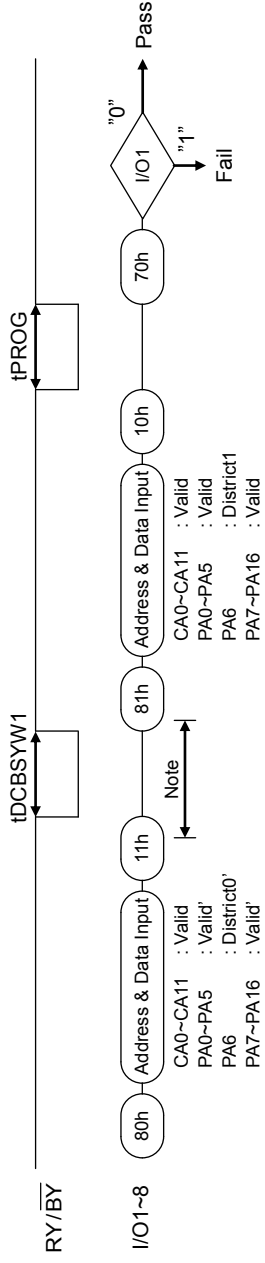 tDCBSYW1
tPROG
RY/BY
I/O1~8
80h
Address & Data Input
11h
81h
Address & Data Input
10h
70h
I/O1
"0"
Pass
"1"
Fail
Note
CA0~CA11 : Valid
PA0~PA5 : Valid'
PA6 : District0'
PA7~PA16 : Valid'
CA0~CA11 : Valid
PA0~PA5 : Valid
PA6 : District1
PA7~PA16 : Valid